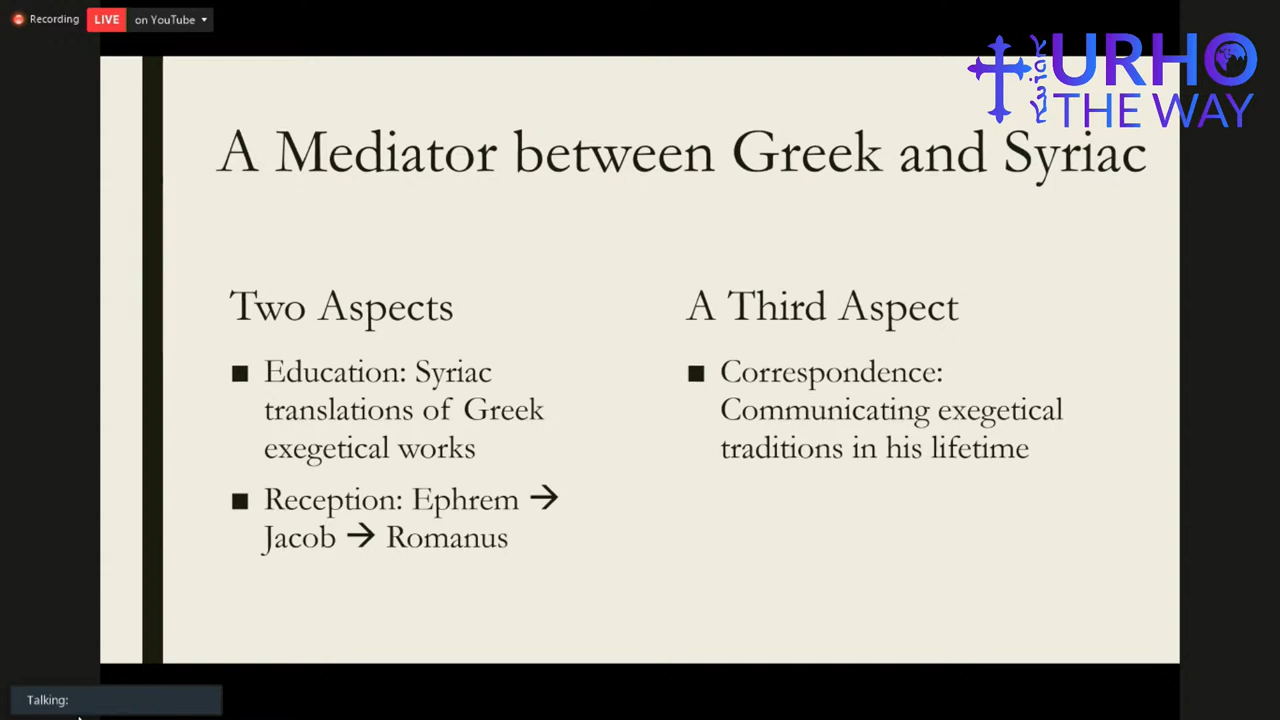 Recording
LIVE on YouTube
URHO
THE WAY
A Mediator between Greek and Syriac
Two Aspects
■ Education: Syriac
translations of Greek
exegetical works
■ Reception: Ephrem →
Jacob → Romanus
A Third Aspect
■ Correspondence:
Communicating exegetical
traditions in his lifetime
Talking: